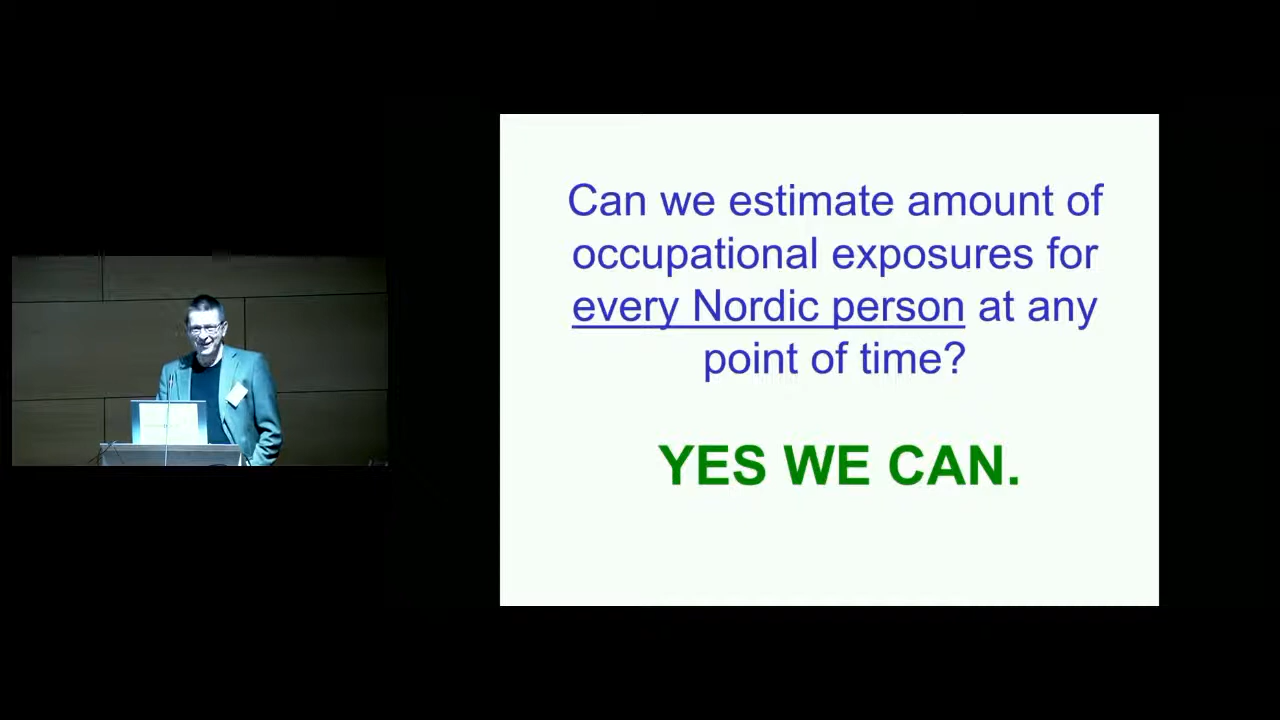 Can we estimate amount of
occupational exposures for
every Nordic person at any
point of time?
YES WE CAN.